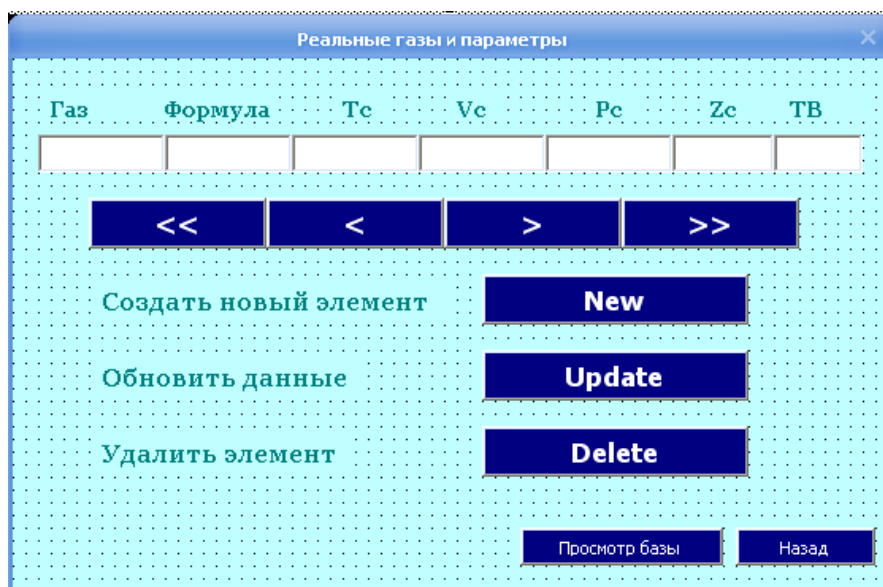 Реальные газы и параметры
Газ Формула Tc Vc Pc Zc TB
<< < > >>
Создать новый элемент New
Обновить данные Update
Удалить элемент Delete
Просмотр базы Назад